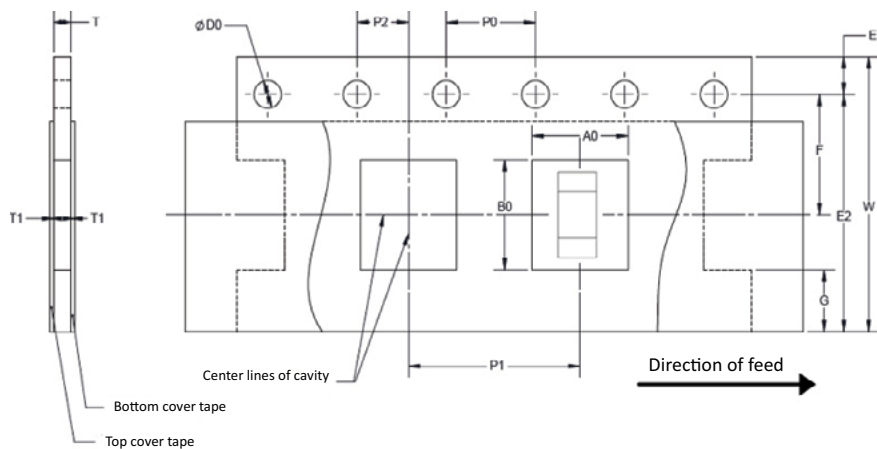 T
⌀D0
P2
P0
E
A0
F
T1
T1
B0
E2
W
G
Center lines of cavity
P1
Direction of feed
Bottom cover tape
Top cover tape